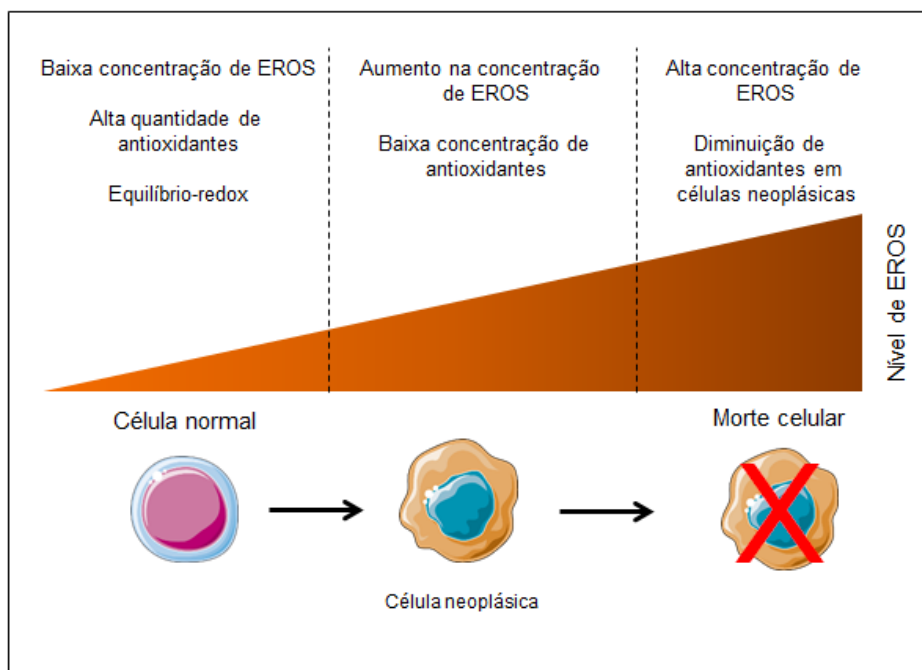 Baixa concentração de EROS
Alta quantidade de
antioxidantes
Equilíbrio-redox
Aumento na concentração
de EROS
Baixa concentração de
antioxidantes
Alta concentração de
EROS
Diminuição de
antioxidantes em
células neoplásicas
Nível de EROS
Célula normal
Morte celular
Célula neoplásica